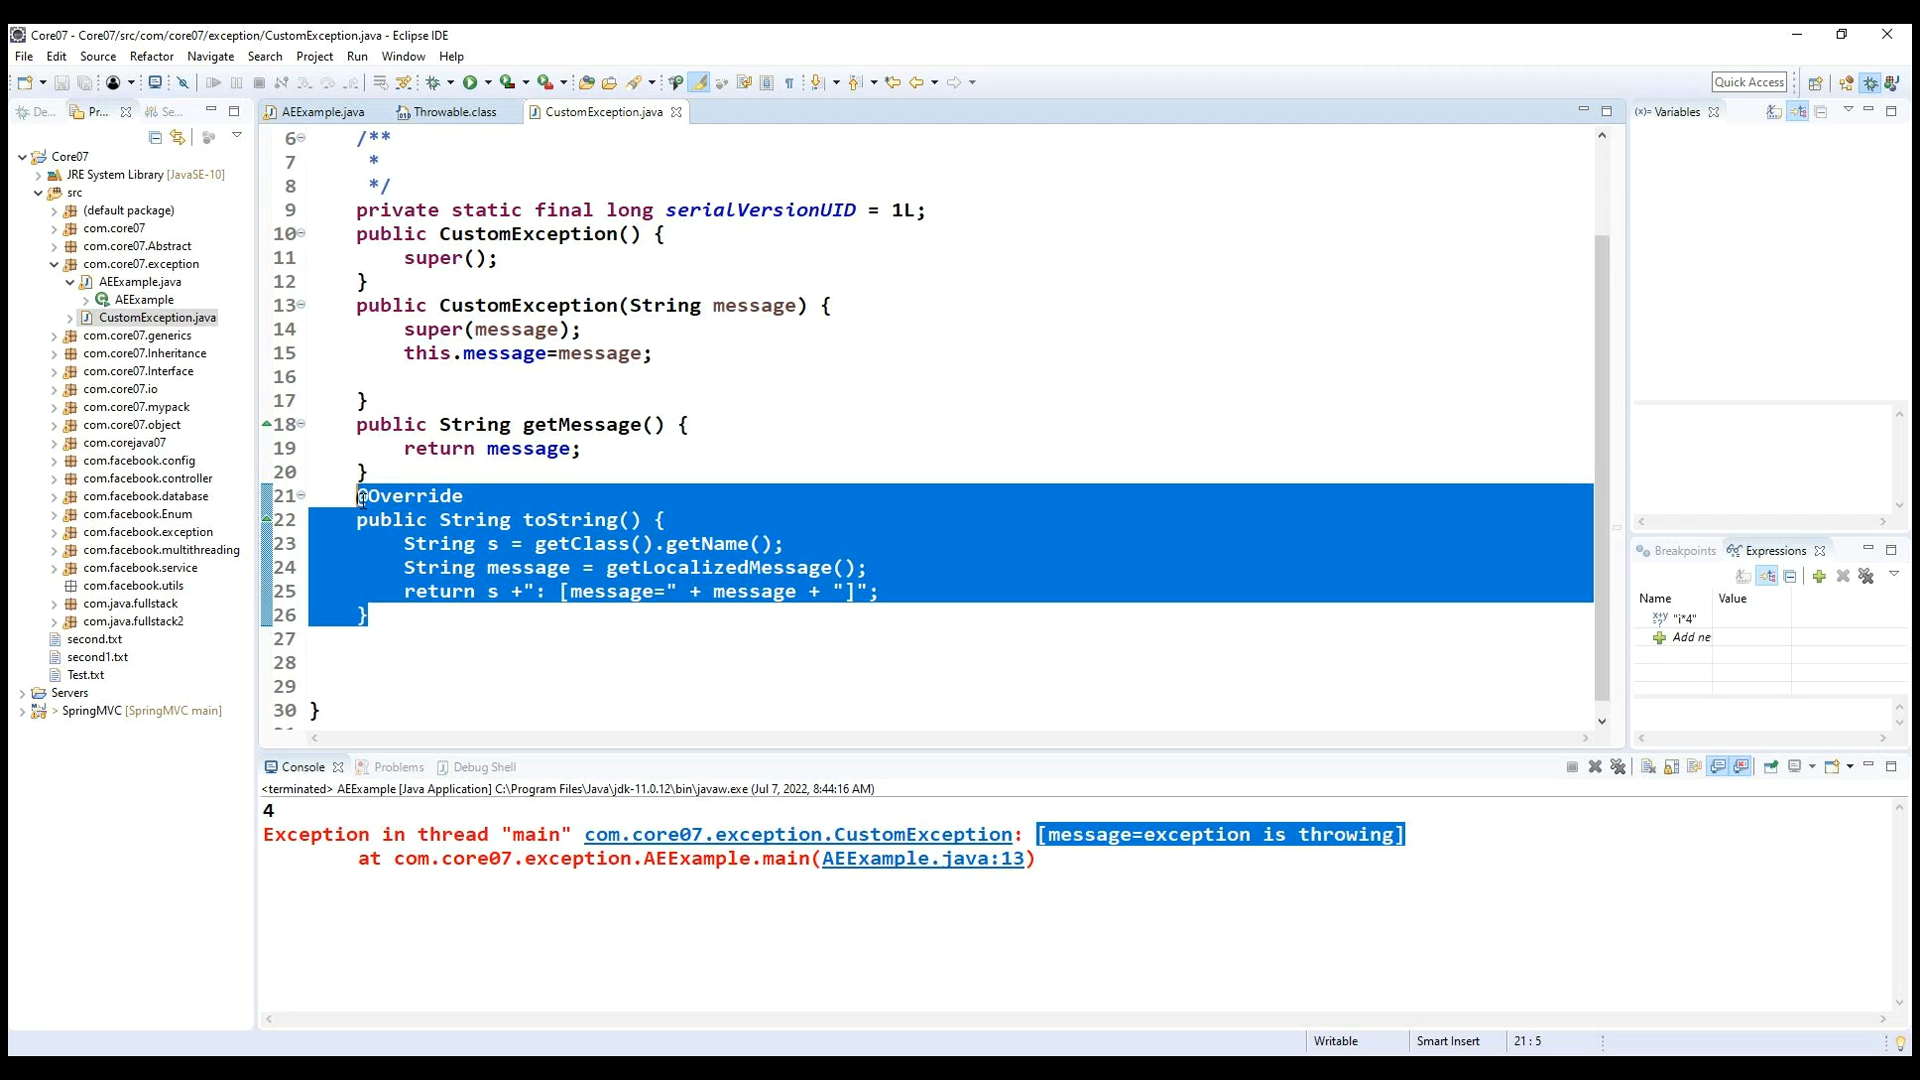 Core07 - Core07/src/com/core07/exception/CustomException.java - Eclipse IDE
File Edit Source Refactor Navigate Search Project Run Window Help
Quick Access
De... Pr... Se...
AEExample.java Throwable.class CustomException.java
(x)= Variables
Core07
JRE System Library [JavaSE-10]
src
(default package)
com.core07
com.core07.Abstract
com.core07.exception
AEExample.java
AEExample
CustomException.java
com.core07.generics
com.core07.Inheritance
com.core07.Interface
com.core07.io
com.core07.mypack
com.core07.object
com.corejava07
com.facebook.config
com.facebook.controller
com.facebook.database
com.facebook.Enum
com.facebook.exception
com.facebook.multithreading
com.facebook.service
com.facebook.utils
com.java.fullstack
com.java.fullstack2
second.txt
second1.txt
Test.txt
Servers
> SpringMVC [SpringMVC main]
6 /**
7 *
8 */
9 private static final long serialVersionUID = 1L;
10 public CustomException() {
11 super();
12 }
13 public CustomException(String message) {
14 super(message);
15 this.message=message;
16
17 }
18 public String getMessage() {
19 return message;
20 }
21 @Override
22 public String toString() {
23 String s = getClass().getName();
24 String message = getLocalizedMessage();
25 return s +": [message=" + message + "]";
26 }
27
28
29
30 }
Breakpoints Expressions
Name Value
"i*4"
Add ne
Console Problems Debug Shell
<terminated> AEExample [Java Application] C:\Program Files\Java\jdk-11.0.12\bin\javaw.exe (Jul 7, 2022, 8:44:16 AM)
4
Exception in thread "main" com.core07.exception.CustomException: [message=exception is throwing]
at com.core07.exception.AEExample.main(AEExample.java:13)
Writable Smart Insert 21 : 5